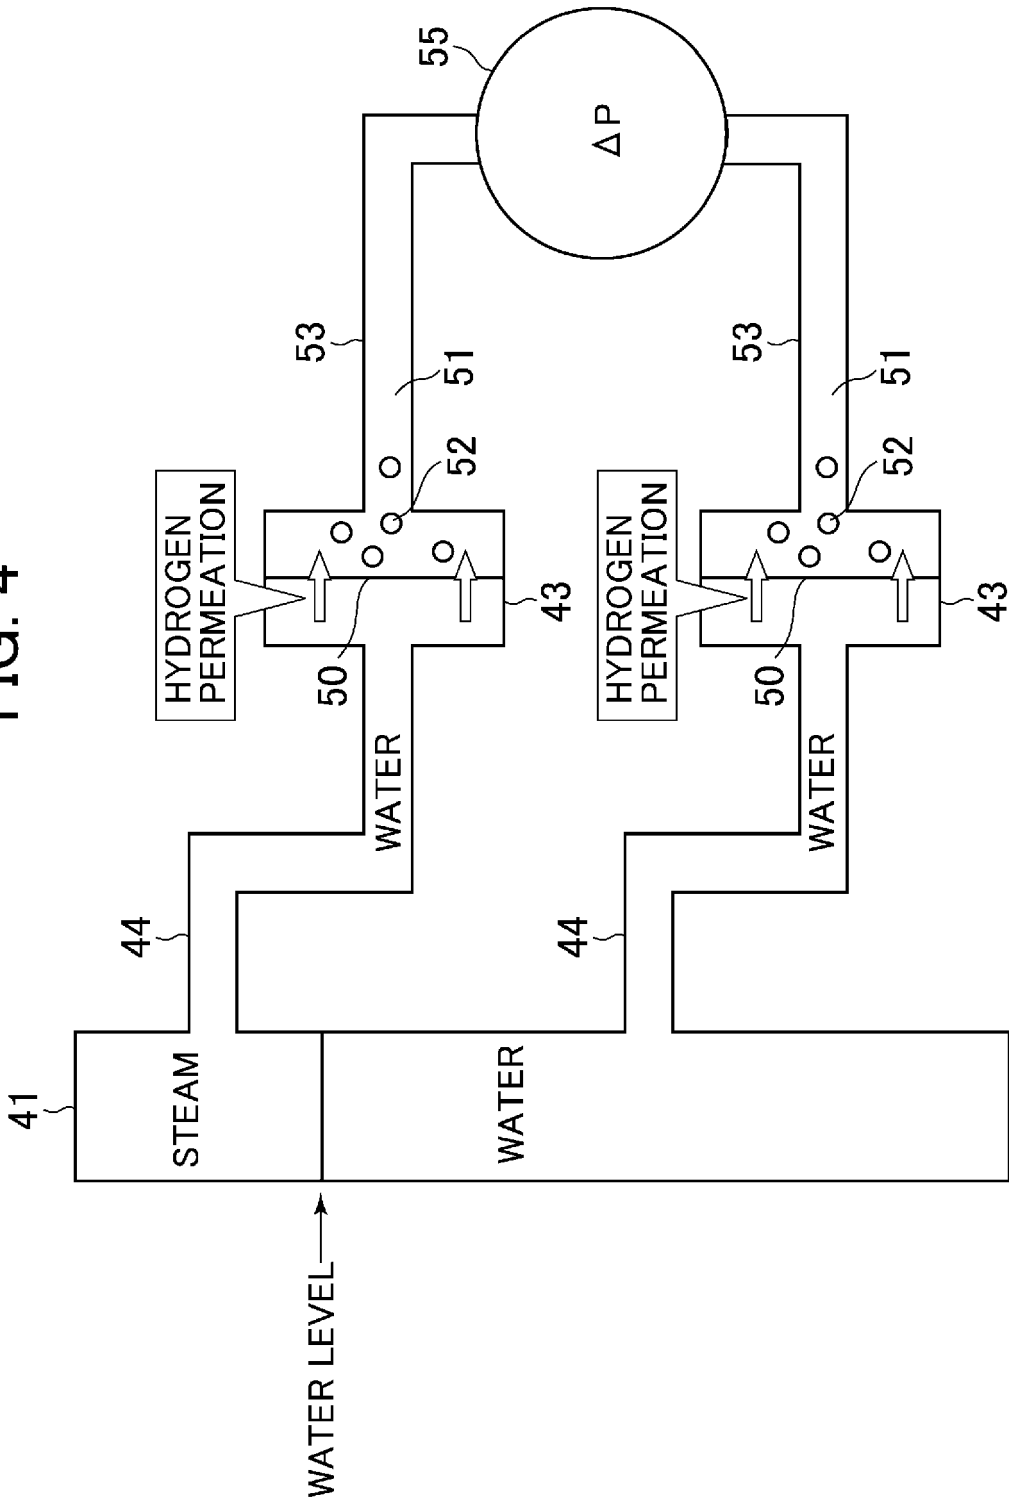 FIG. 4
41
STEAM
WATER
WATER LEVEL
44
WATER
HYDROGEN
PERMEATION
50
43
52
51
53
55
ΔP
44
WATER
HYDROGEN
PERMEATION
50
43
52
51
53